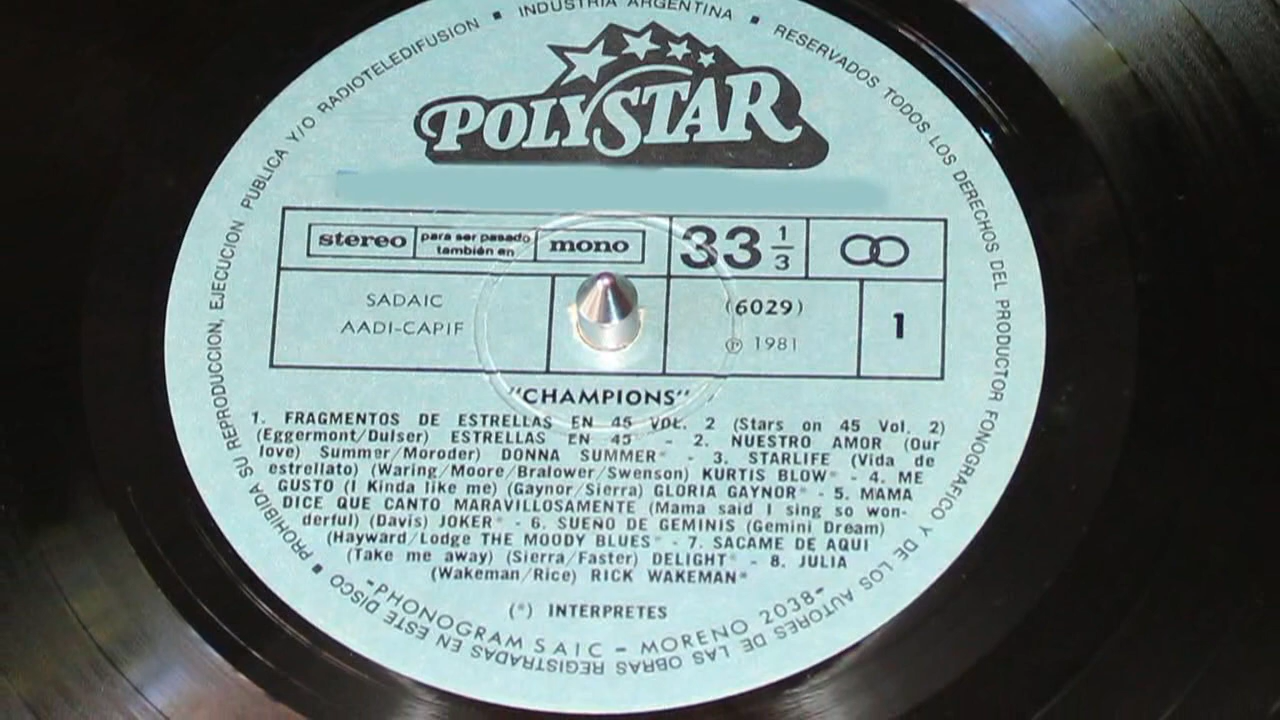 PROHIBIDA SU REPRODUCCION, EJECUCION PUBLICA Y/O RADIOTELEDIFUSION ■ INDUSTRIA ARGENTINA ■ RESERVADOS TODOS LOS DERECHOS DEL PRODUCTOR FONOGRAFICO Y DE LOS AUTORES DE LAS OBRAS REGISTRADAS EN ESTE DISCO ■
POLYSTAR
stereo para ser pasado también en mono 33 1/3
SADAIC
AADI-CAPIF
(6029)
℗ 1981
1
"CHAMPIONS"
1. FRAGMENTOS DE ESTRELLAS EN 45 VOL. 2 (Stars on 45 Vol. 2)
(Eggermont/Dulser) ESTRELLAS EN 45* - 2. NUESTRO AMOR (Our
love) Summer/Moroder) DONNA SUMMER* - 3. STARLIFE (Vida de
estrellato) (Waring/Moore/Bralower/Swenson) KURTIS BLOW* - 4. ME
GUSTO (I Kinda like me) (Gaynor/Sierra) GLORIA GAYNOR* - 5. MAMA
DICE QUE CANTO MARAVILLOSAMENTE (Mama said I sing so won-
derful) (Davis) JOKER* - 6. SUEÑO DE GEMINIS (Gemini Dream)
(Hayward/Lodge THE MOODY BLUES* - 7. SACAME DE AQUI
(Take me away) (Sierra/Faster) DELIGHT* - 8. JULIA
(Wakeman/Rice) RICK WAKEMAN*
(*) INTERPRETES
-PHONOGRAM SAIC - MORENO 2038-